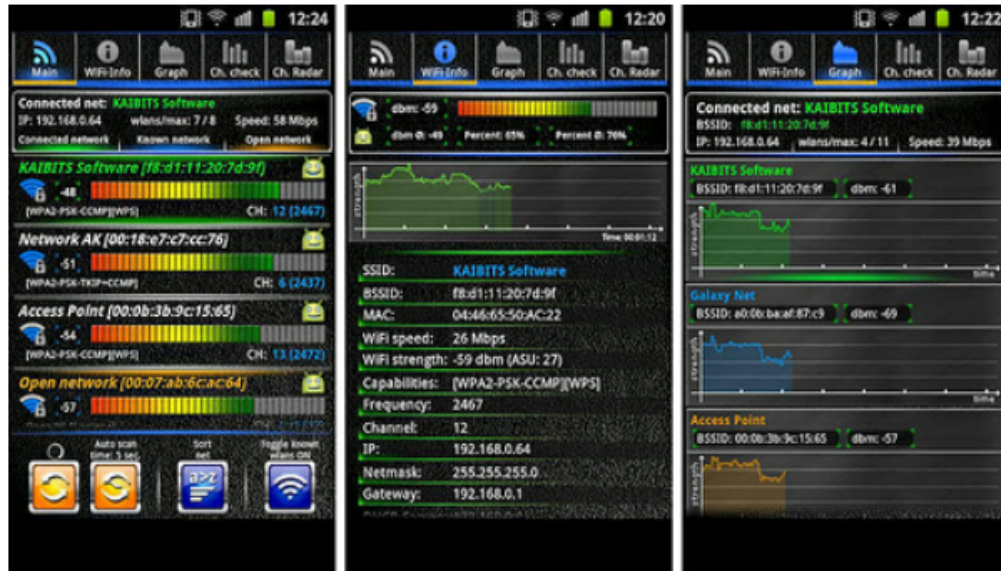 12:24
Main WiFi-Info Graph Ch. check Ch. Radar
Connected net: KAIBITS Software
IP: 192.168.0.64 wlans/max: 7 / 8 Speed: 58 Mbps
Connected network Known network Open network
KAIBITS Software [f8:d1:11:20:7d:9f]
-48
[WPA2-PSK-CCMP][WPS] CH: 12 (2467)
Network AK [00:18:e7:c7:cc:76]
-51
[WPA2-PSK-TKIP+CCMP] CH: 6 (2437)
Access Point [00:0b:3b:9c:15:65]
-54
[WPA2-PSK-CCMP][WPS] CH: 13 (2472)
Open network [00:07:ab:6c:ac:64]
-57
Auto scan
time: 5 sec.
Sort
net
Toggle known
wlans ON
12:20
Main WiFi-Info Graph Ch. check Ch. Radar
dbm: -59
dbm Ø: -49 Percent: 65% Percent Ø: 76%
strength
Time: 00:01:12
SSID: KAIBITS Software
BSSID: f8:d1:11:20:7d:9f
MAC: 04:46:65:50:AC:22
WiFi speed: 26 Mbps
WiFi strength: -59 dbm (ASU: 27)
Capabilities: [WPA2-PSK-CCMP][WPS]
Frequency: 2467
Channel: 12
IP: 192.168.0.64
Netmask: 255.255.255.0
Gateway: 192.168.0.1
12:22
Main WiFi-Info Graph Ch. check Ch. Radar
Connected net: KAIBITS Software
BSSID: f8:d1:11:20:7d:9f
IP: 192.168.0.64 wlans/max: 4 / 11 Speed: 39 Mbps
KAIBITS Software
BSSID: f8:d1:11:20:7d:9f dbm: -61
strength
time
Galaxy Net
BSSID: a0:0b:ba:af:87:c9 dbm: -69
strength
time
Access Point
BSSID: 00:0b:3b:9c:15:65 dbm: -57
strength